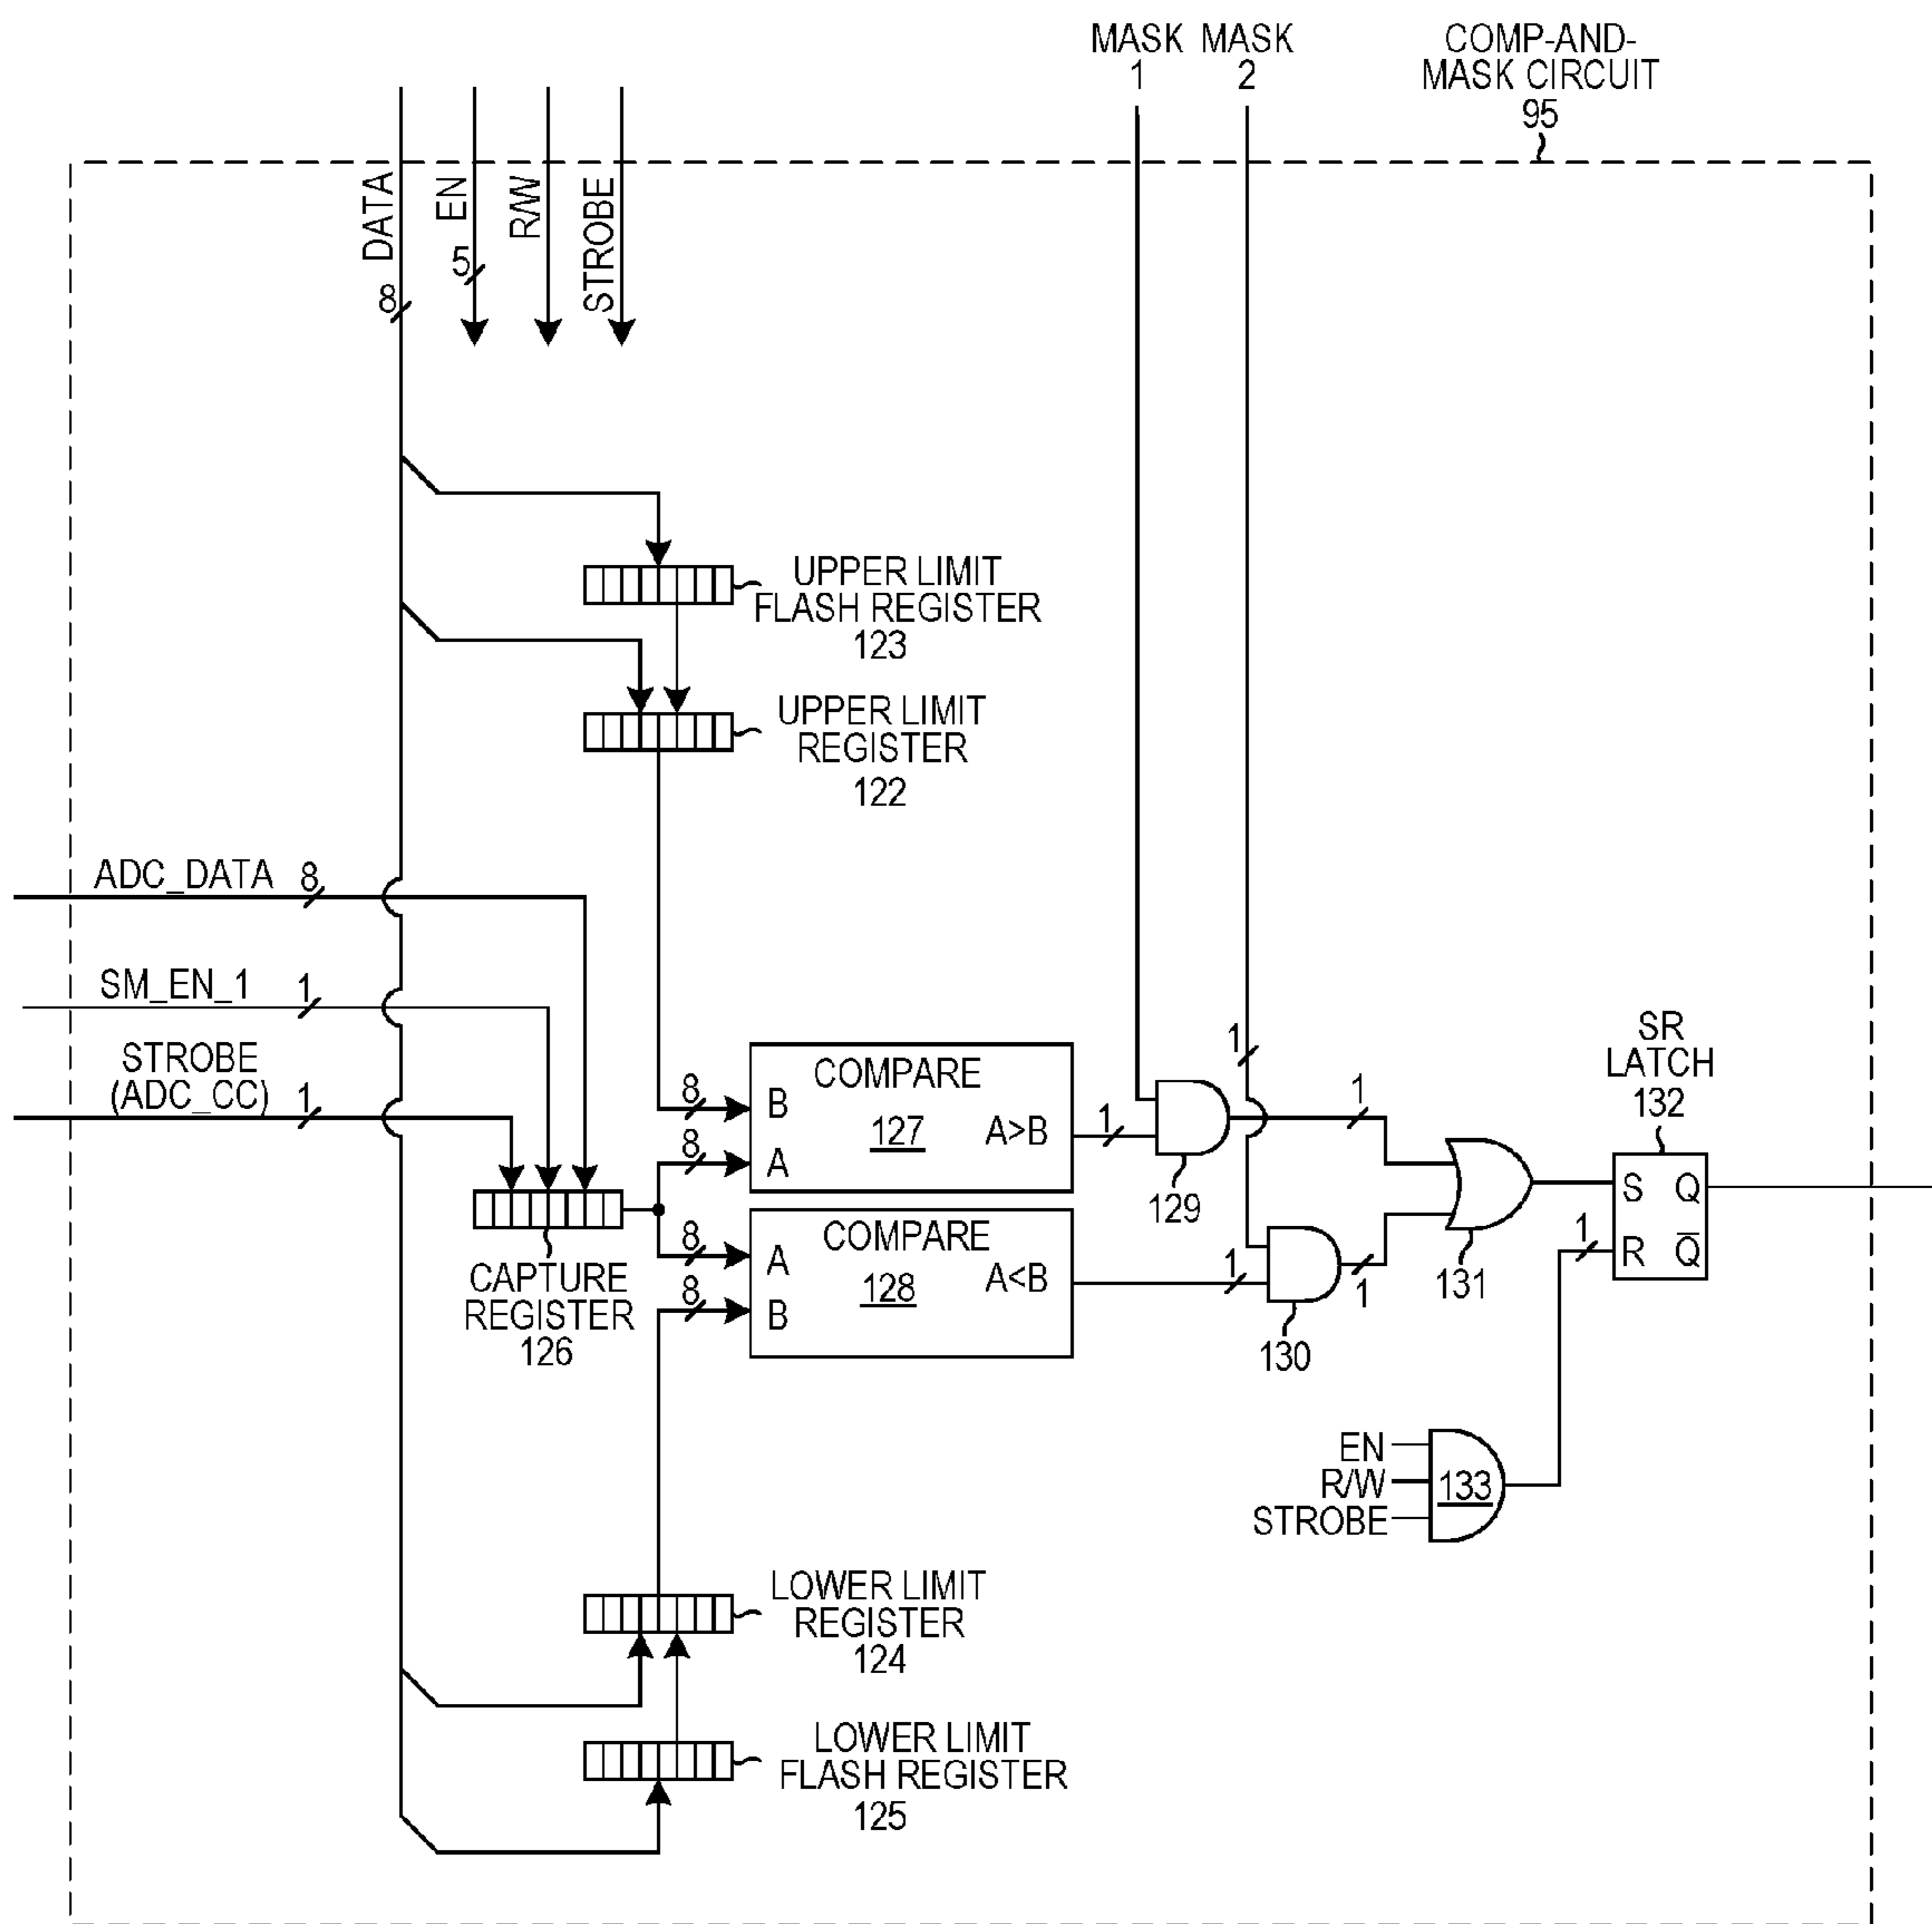 MASK 1
MASK 2
COMP-AND-
MASK CIRCUIT
95
DATA
8
EN
5
R/W
STROBE
UPPER LIMIT
FLASH REGISTER
123
UPPER LIMIT
REGISTER
122
ADC_DATA 8
SM_EN_1 1
STROBE
(ADC_CC) 1
8
B
8
A
COMPARE
127
A>B
1
129
8
A
8
B
COMPARE
128
A<B
1
1
130
1
1
131
SR
LATCH
132
S Q
R Q̅
1
CAPTURE
REGISTER
126
EN
R/W
STROBE
133
LOWER LIMIT
REGISTER
124
LOWER LIMIT
FLASH REGISTER
125